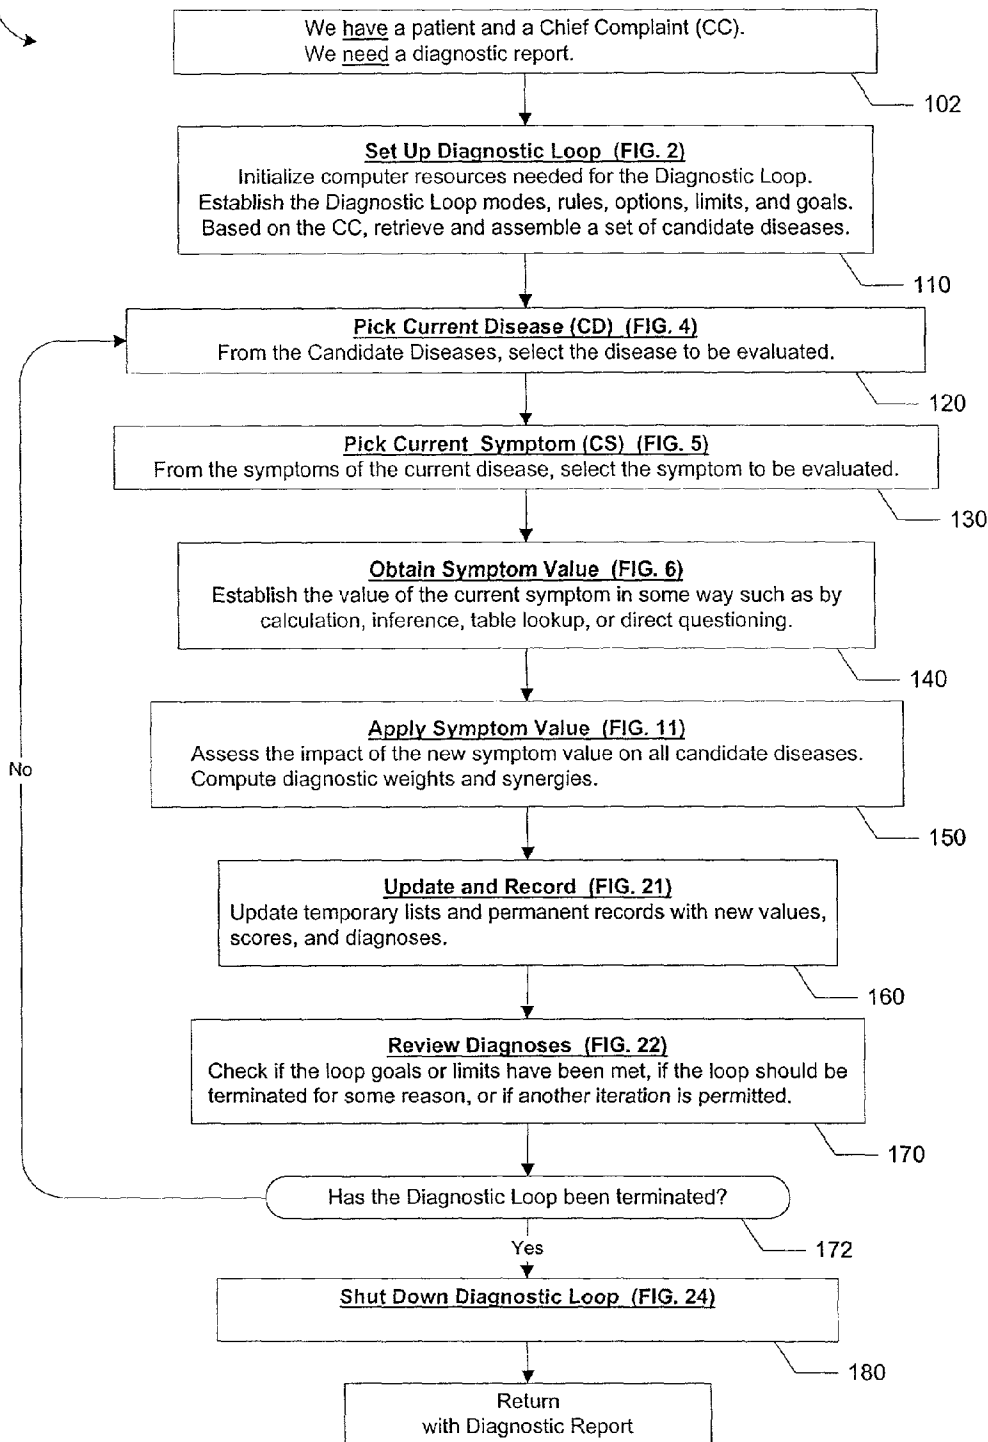 We have a patient and a Chief Complaint (CC).
We need a diagnostic report.
102
Set Up Diagnostic Loop (FIG. 2)
Initialize computer resources needed for the Diagnostic Loop.
Establish the Diagnostic Loop modes, rules, options, limits, and goals.
Based on the CC, retrieve and assemble a set of candidate diseases.
110
Pick Current Disease (CD) (FIG. 4)
From the Candidate Diseases, select the disease to be evaluated.
120
Pick Current Symptom (CS) (FIG. 5)
From the symptoms of the current disease, select the symptom to be evaluated.
130
Obtain Symptom Value (FIG. 6)
Establish the value of the current symptom in some way such as by
calculation, inference, table lookup, or direct questioning.
140
Apply Symptom Value (FIG. 11)
Assess the impact of the new symptom value on all candidate diseases.
Compute diagnostic weights and synergies.
No
150
Update and Record (FIG. 21)
Update temporary lists and permanent records with new values,
scores, and diagnoses.
160
Review Diagnoses (FIG. 22)
Check if the loop goals or limits have been met, if the loop should be
terminated for some reason, or if another iteration is permitted.
170
Has the Diagnostic Loop been terminated?
172
Yes
Shut Down Diagnostic Loop (FIG. 24)
180
Return
with Diagnostic Report